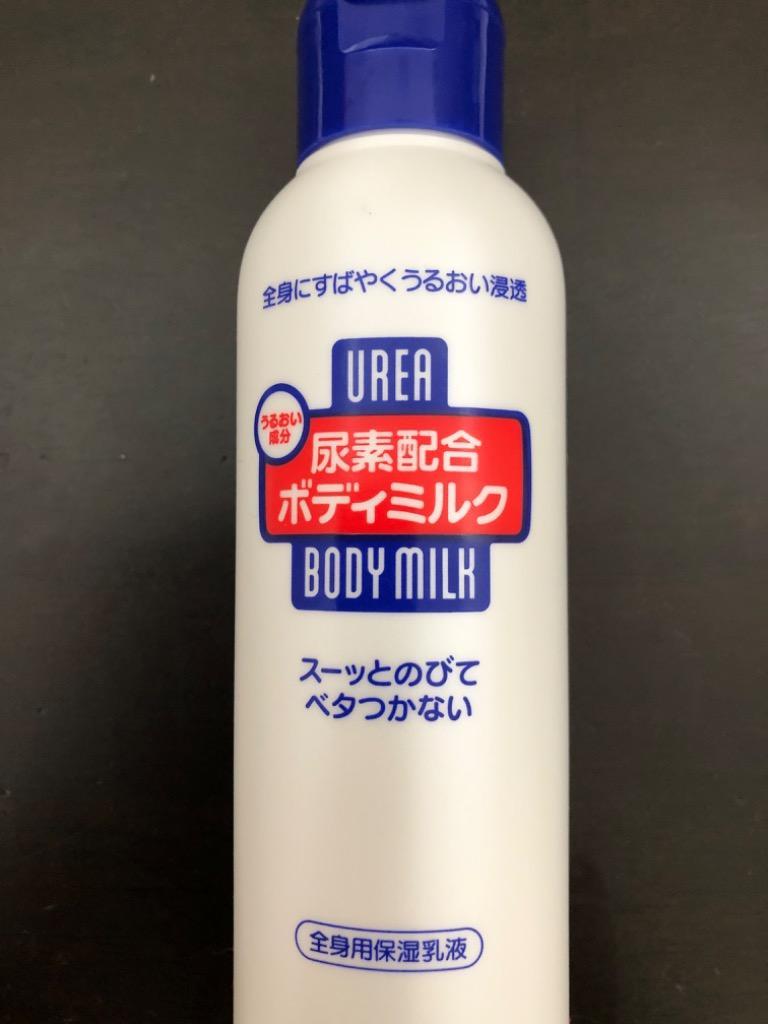 全身にすばやくうるおい浸透
UREA
うるおい
成分
尿素配合
ボディミルク
BODY MILK
スーッとのびて
ベタつかない
全身用保湿乳液